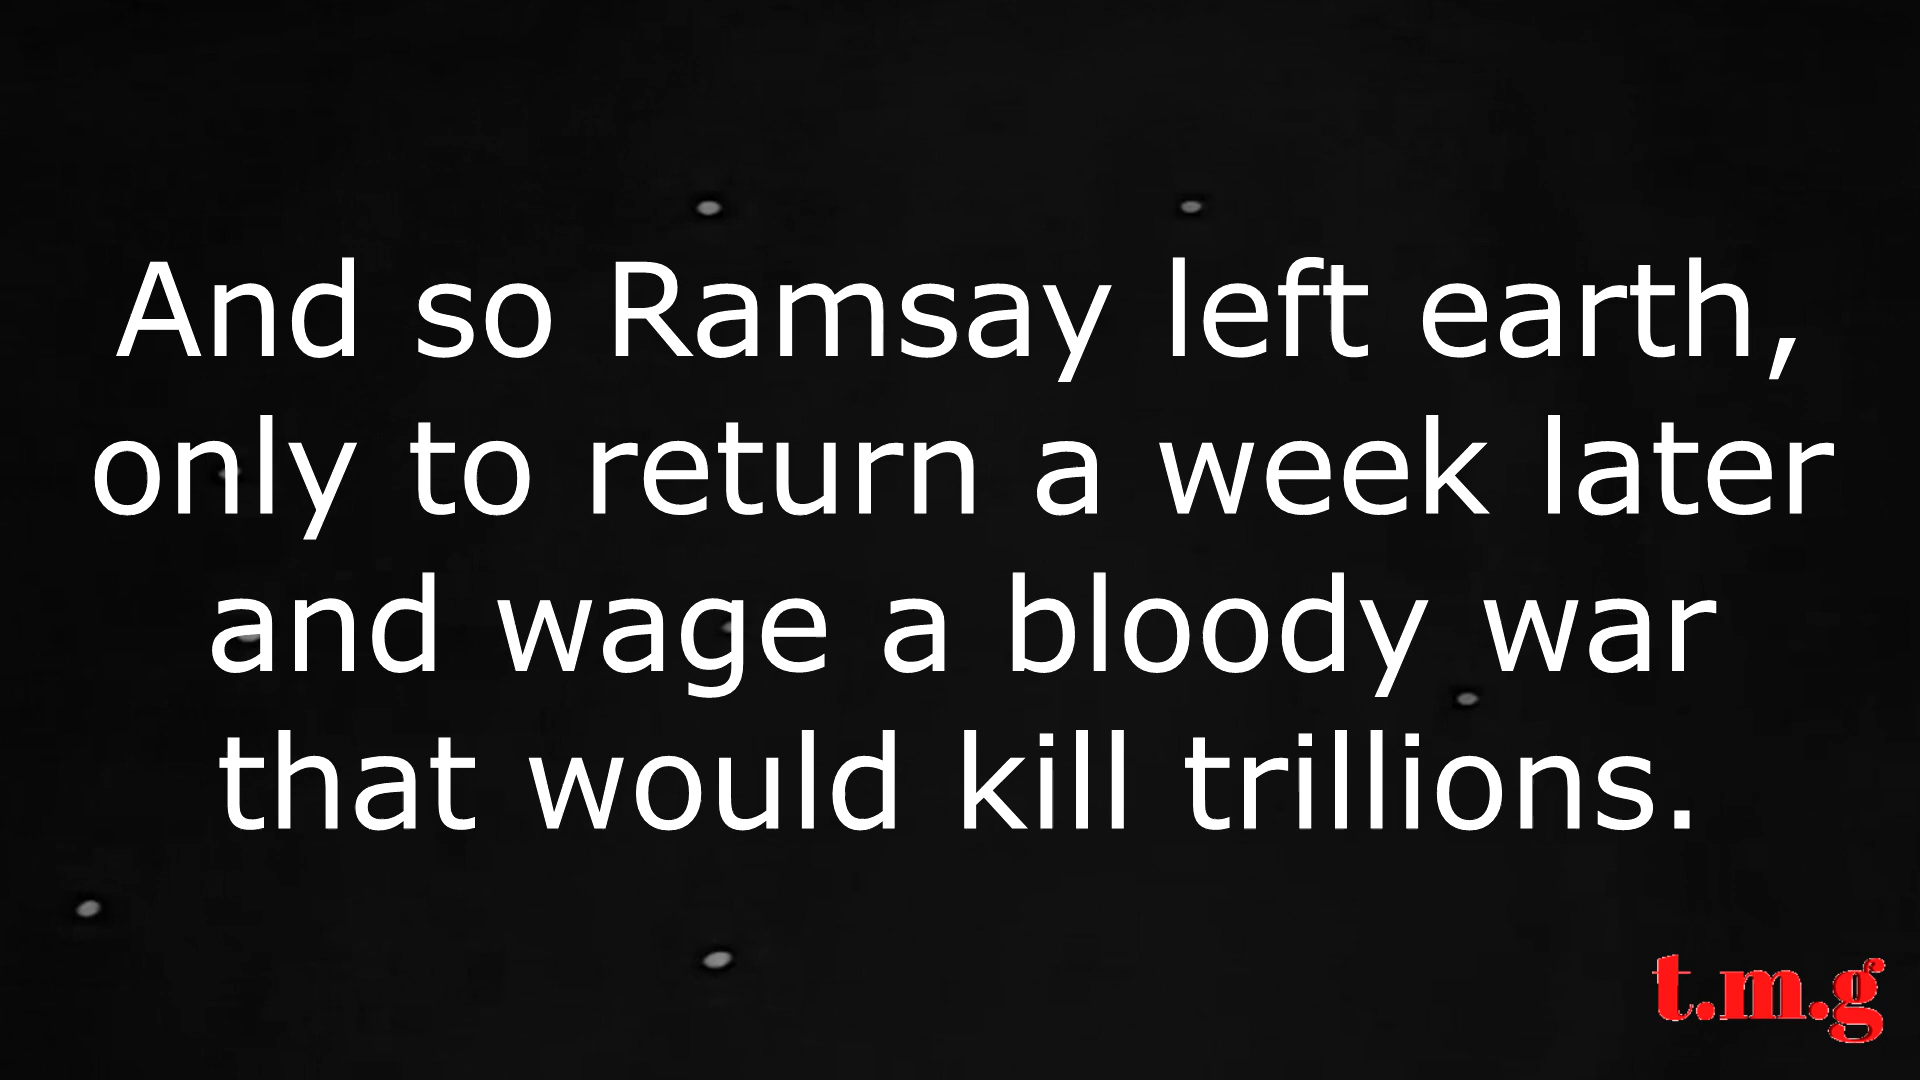 And so Ramsay left earth,
only to return a week later
and wage a bloody war
that would kill trillions.
t.m.g